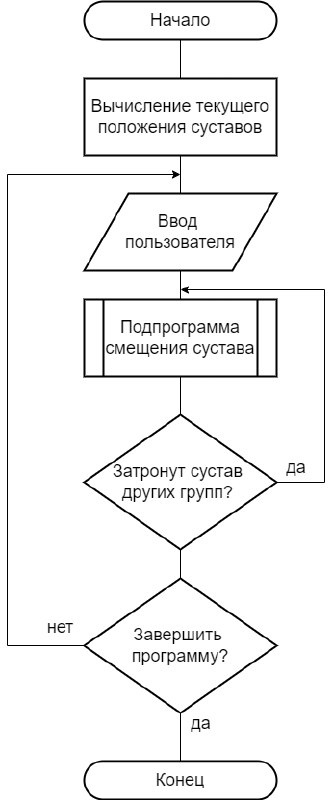 Начало
Вычисление текущего
положения суставов
Ввод
пользователя
Подпрограмма
смещения сустава
Затронут сустав
других групп?
да
нет
Завершить
программу?
да
Конец